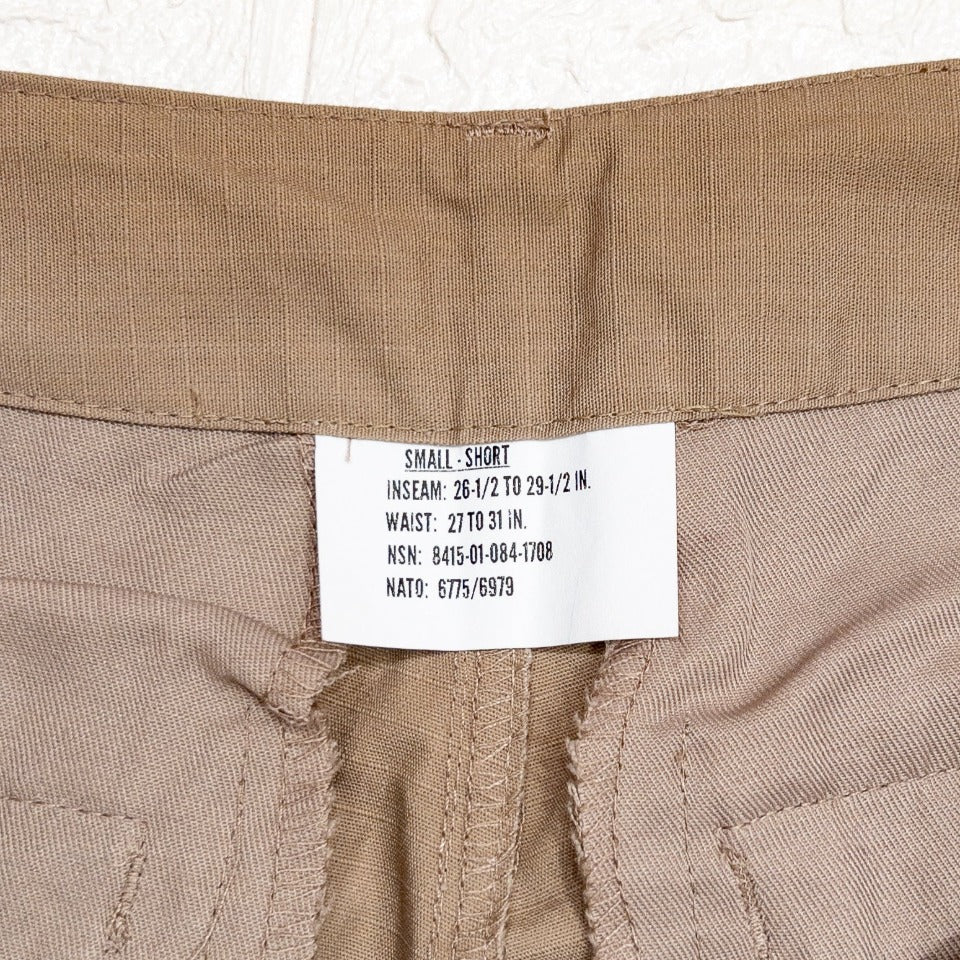 SMALL - SHORT
INSEAM: 26-1/2 TO 29-1/2 IN.
WAIST: 27 TO 31 IN.
NSN: 8415-01-084-1708
NATO: 6775/6979